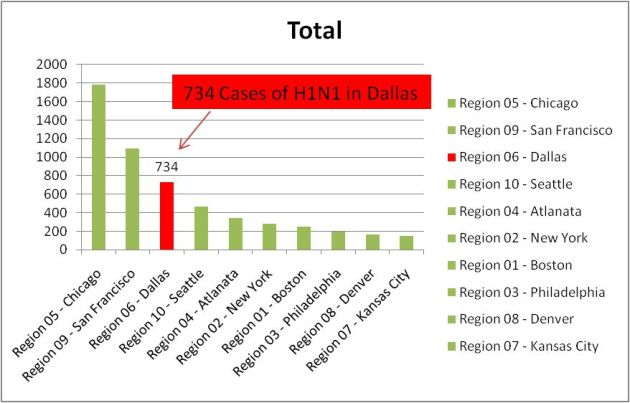 Total
2000
1800
1600
1400
1200
1000
800
600
400
200
0
734 Cases of H1N1 in Dallas
734
Region 05 - Chicago
Region 09 - San Francisco
Region 06 - Dallas
Region 10 - Seattle
Region 04 - Atlanata
Region 02 - New York
Region 01 - Boston
Region 03 - Philadelphia
Region 08 - Denver
Region 07 - Kansas City
Region 05 - Chicago
Region 09 - San Francisco
Region 06 - Dallas
Region 10 - Seattle
Region 04 - Atlanata
Region 02 - New York
Region 01 - Boston
Region 03 - Philadelphia
Region 08 - Denver
Region 07 - Kansas City